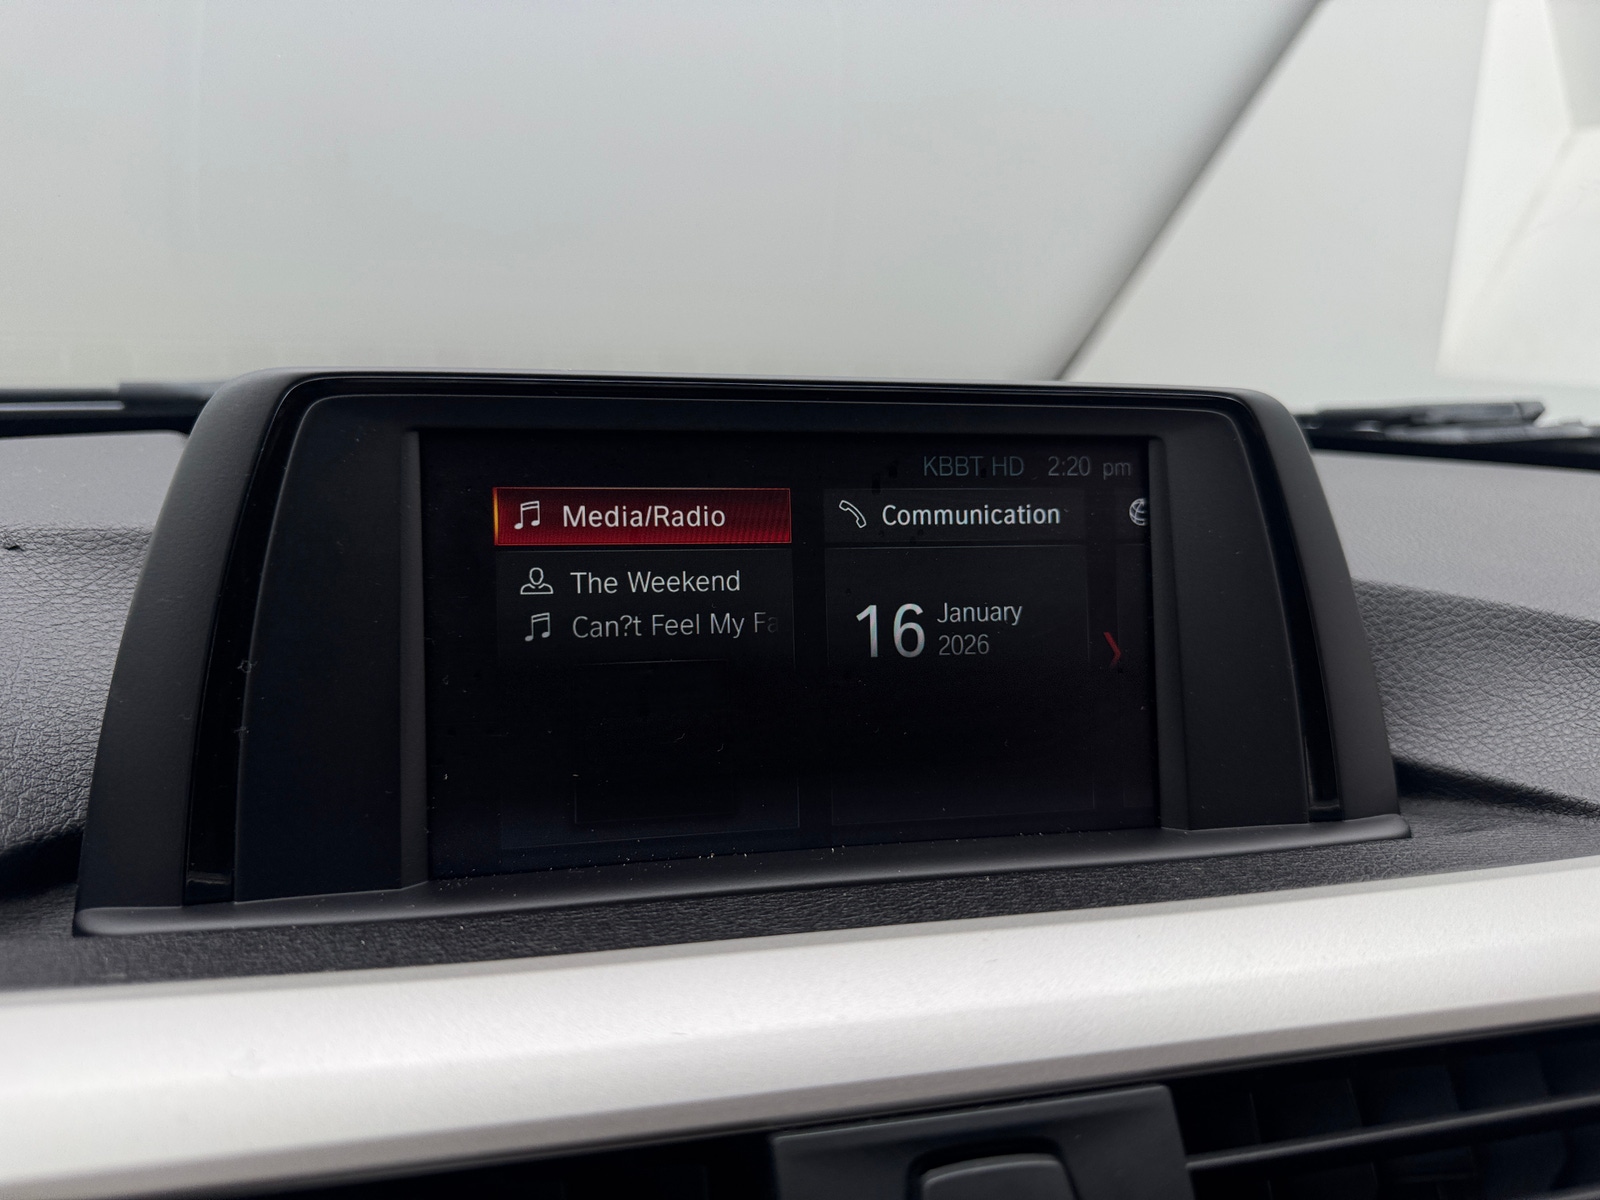 KBBT HD 2:20 pm
Media/Radio
The Weekend
Can?t Feel My Fa
Communication
16 January
2026